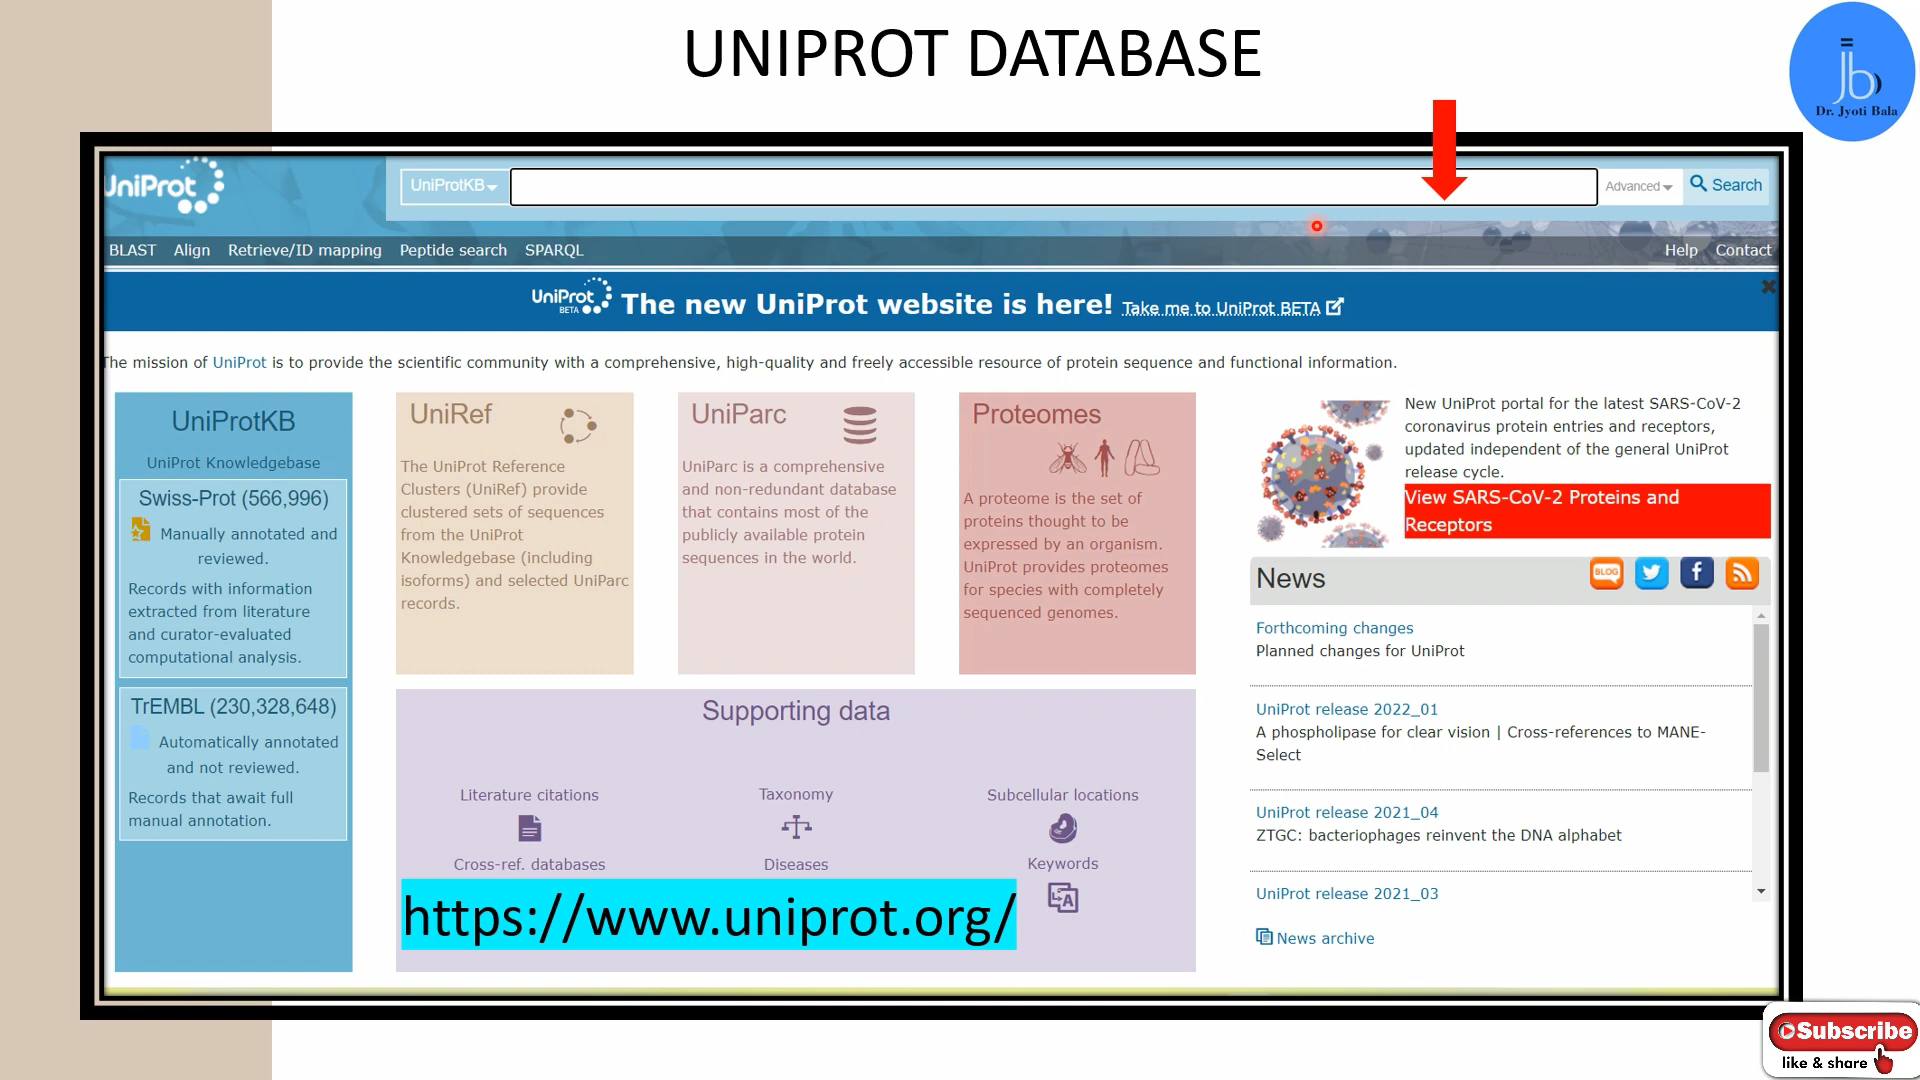 UNIPROT DATABASE
Dr. Jyoti Bala
UniProt
UniProtKB
Advanced
Search
BLAST Align Retrieve/ID mapping Peptide search SPARQL
Help Contact
UniProt BETA
The new UniProt website is here! Take me to UniProt BETA
The mission of UniProt is to provide the scientific community with a comprehensive, high-quality and freely accessible resource of protein sequence and functional information.
UniProtKB
UniProt Knowledgebase
Swiss-Prot (566,996)
Manually annotated and
reviewed.
Records with information
extracted from literature
and curator-evaluated
computational analysis.
TrEMBL (230,328,648)
Automatically annotated
and not reviewed.
Records that await full
manual annotation.
UniRef
The UniProt Reference
Clusters (UniRef) provide
clustered sets of sequences
from the UniProt
Knowledgebase (including
isoforms) and selected UniParc
records.
UniParc
UniParc is a comprehensive
and non-redundant database
that contains most of the
publicly available protein
sequences in the world.
Proteomes
A proteome is the set of
proteins thought to be
expressed by an organism.
UniProt provides proteomes
for species with completely
sequenced genomes.
Supporting data
Literature citations
Taxonomy
Subcellular locations
Cross-ref. databases
Diseases
Keywords
https://www.uniprot.org/
New UniProt portal for the latest SARS-CoV-2
coronavirus protein entries and receptors,
updated independent of the general UniProt
release cycle.
View SARS-CoV-2 Proteins and
Receptors
News
BLOG
Forthcoming changes
Planned changes for UniProt
UniProt release 2022_01
A phospholipase for clear vision | Cross-references to MANE-
Select
UniProt release 2021_04
ZTGC: bacteriophages reinvent the DNA alphabet
UniProt release 2021_03
News archive
Subscribe
like & share